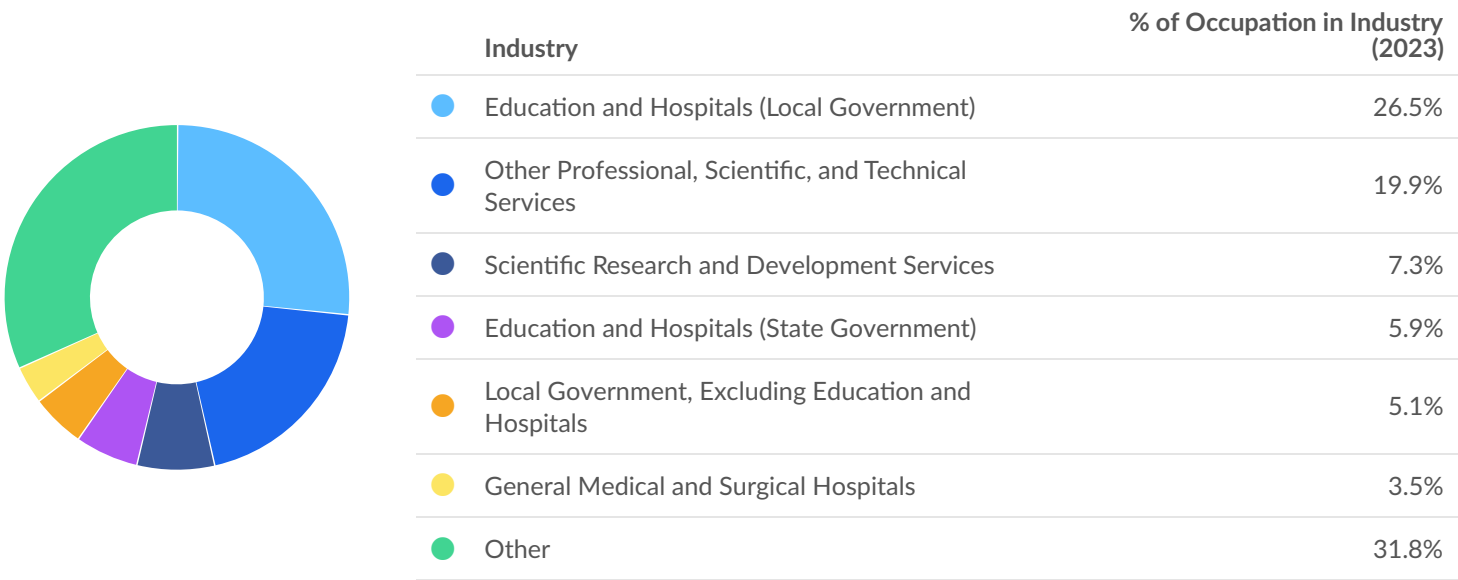 Industry
% of Occupation in Industry
(2023)
Education and Hospitals (Local Government)
26.5%
Other Professional, Scientific, and Technical
Services
19.9%
Scientific Research and Development Services
7.3%
Education and Hospitals (State Government)
5.9%
Local Government, Excluding Education and
Hospitals
5.1%
General Medical and Surgical Hospitals
3.5%
Other
31.8%